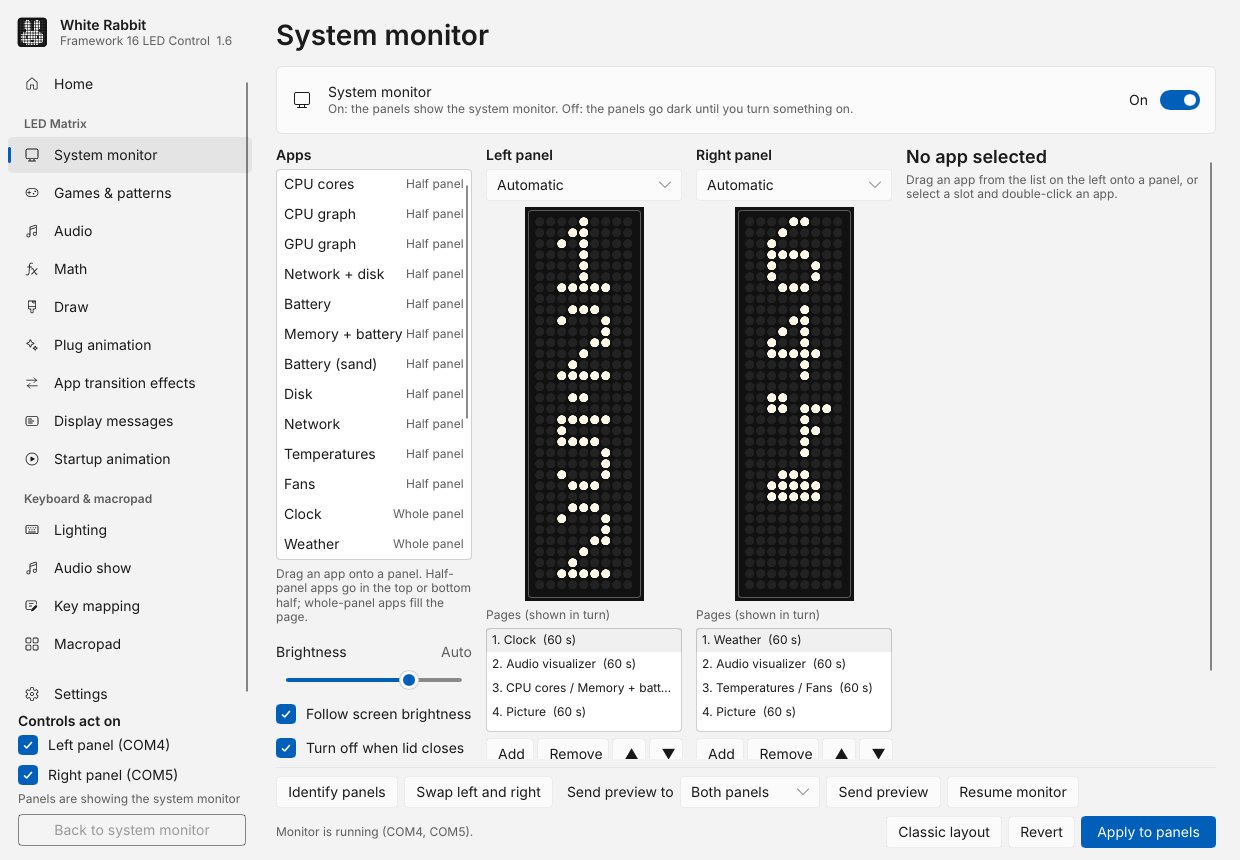 White Rabbit
Framework 16 LED Control 1.6
Home
LED Matrix
System monitor
Games & patterns
Audio
Math
Draw
Plug animation
App transition effects
Display messages
Startup animation
Keyboard & macropad
Lighting
Audio show
Key mapping
Macropad
Settings
Controls act on
Left panel (COM4)
Right panel (COM5)
Panels are showing the system monitor
Back to system monitor
System monitor
System monitor
On: the panels show the system monitor. Off: the panels go dark until you turn something on.
On
Apps
CPU cores Half panel
CPU graph Half panel
GPU graph Half panel
Network + disk Half panel
Battery Half panel
Memory + battery Half panel
Battery (sand) Half panel
Disk Half panel
Network Half panel
Temperatures Half panel
Fans Half panel
Clock Whole panel
Weather Whole panel
Drag an app onto a panel. Half-
panel apps go in the top or bottom
half; whole-panel apps fill the
page.
Brightness Auto
Follow screen brightness
Turn off when lid closes
Left panel
Automatic
1
2
5
2
Pages (shown in turn)
1. Clock (60 s)
2. Audio visualizer (60 s)
3. CPU cores / Memory + batt...
4. Picture (60 s)
Add Remove ▲ ▼
Right panel
Automatic
6
4
°F
Pages (shown in turn)
1. Weather (60 s)
2. Audio visualizer (60 s)
3. Temperatures / Fans (60 s)
4. Picture (60 s)
Add Remove ▲ ▼
No app selected
Drag an app from the list on the left onto a panel, or
select a slot and double-click an app.
Identify panels Swap left and right Send preview to Both panels Send preview Resume monitor
Monitor is running (COM4, COM5). Classic layout Revert Apply to panels